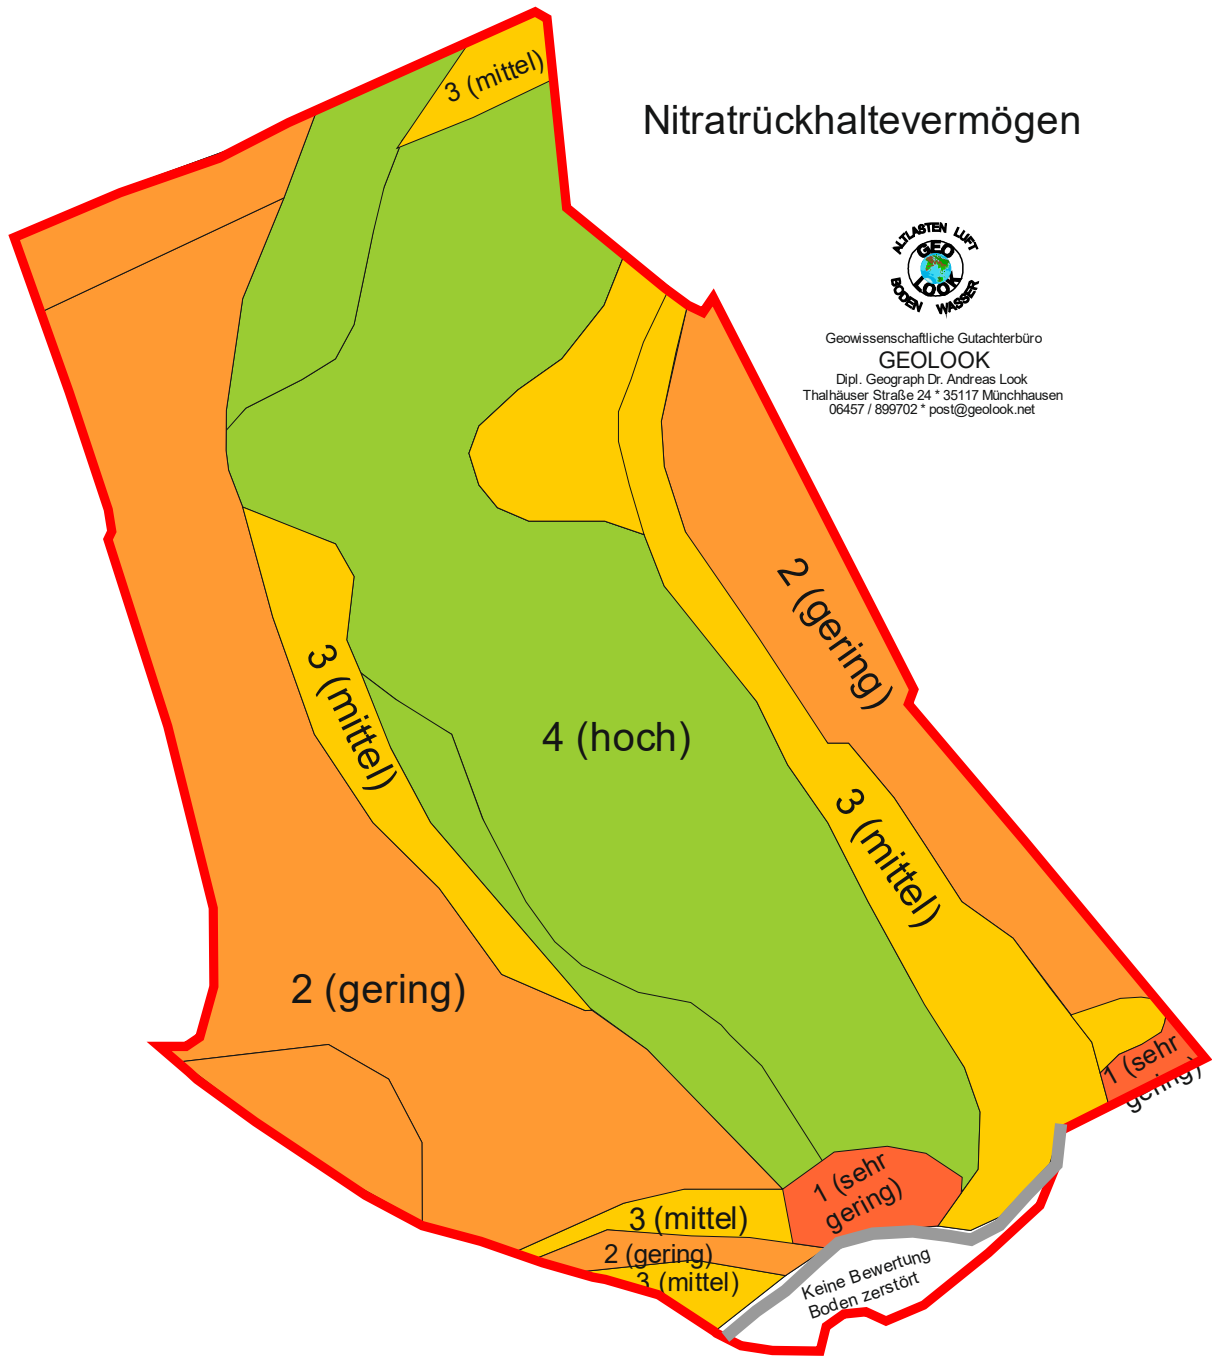 3 (mittel)
Nitratrückhaltevermögen
ALTLASTEN LUFT
GEO
LOOK
BODEN WASSER
Geowissenschaftliche Gutachterbüro
GEOLOOK
Dipl. Geograph Dr. Andreas Look
Thalhäuser Straße 24 * 35117 Münchhausen
06457 / 899702 * post@geolook.net
2 (gering)
3 (mittel)
4 (hoch)
3 (mittel)
2 (gering)
1 (sehr
gering)
1 (sehr
gering)
3 (mittel)
2 (gering)
3 (mittel)
Keine Bewertung
Boden zerstört